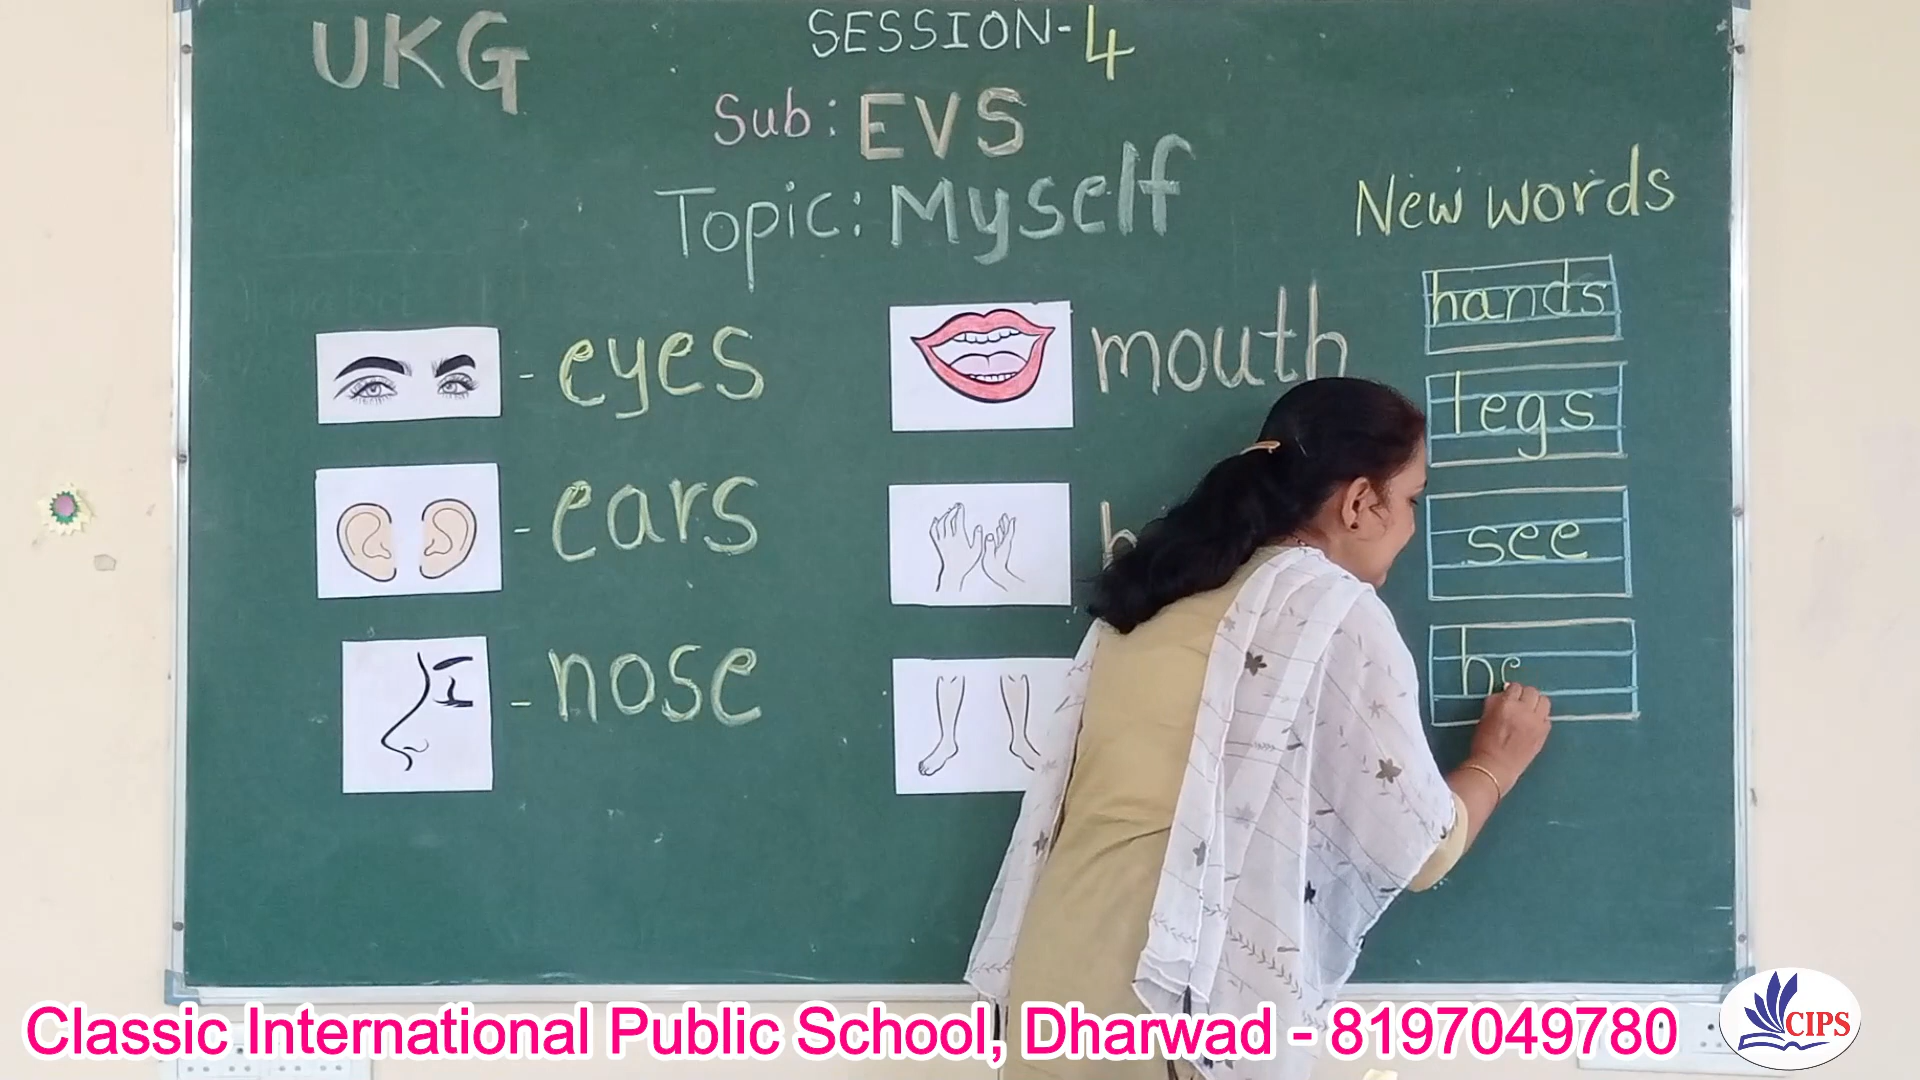 UKG
SESSION-4
Sub: EVS
Topic: Myself
New words
- eyes
mouth
hands
- ears
legs
see
- nose
Classic International Public School, Dharwad - 8197049780
CIPS